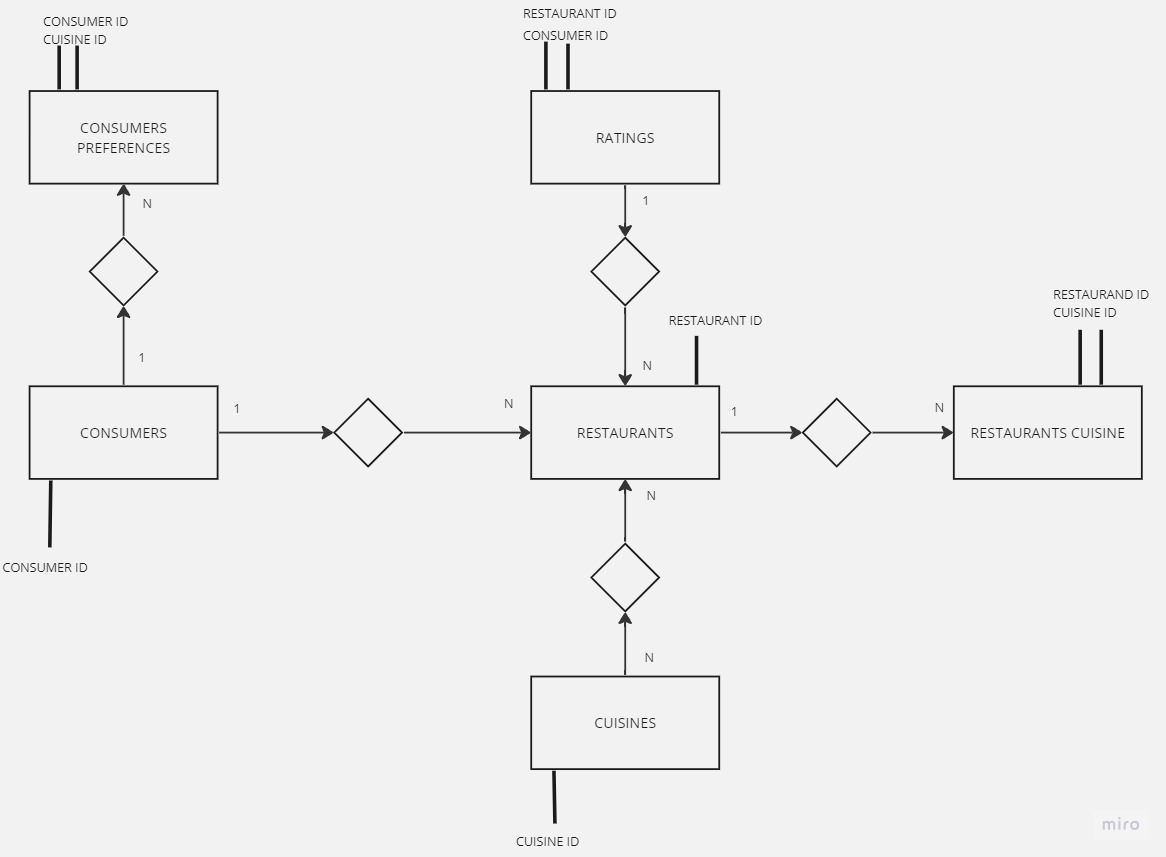 CONSUMER ID
CUISINE ID
RESTAURANT ID
CONSUMER ID
CONSUMERS
PREFERENCES
RATINGS
N
1
RESTAURAND ID
CUISINE ID
RESTAURANT ID
1
N
CONSUMERS
1
N
RESTAURANTS
1
N
RESTAURANTS CUISINE
N
CONSUMER ID
N
CUISINES
CUISINE ID
miro